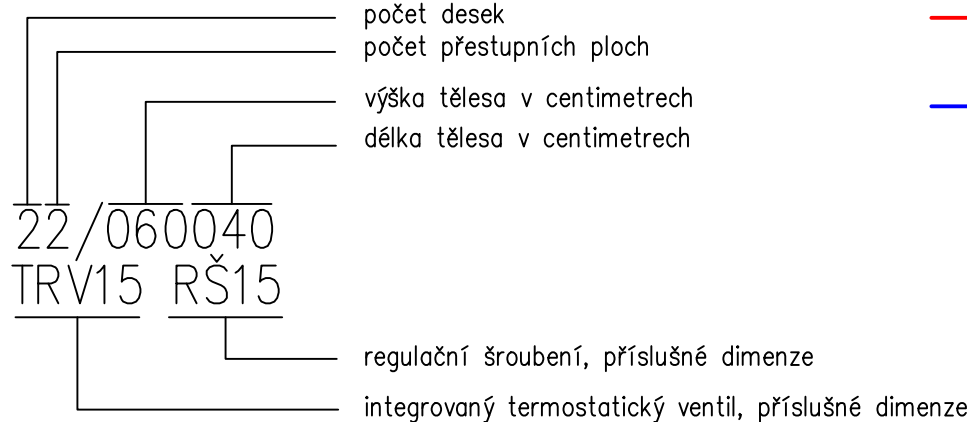 počet desek
počet přestupních ploch
výška tělesa v centimetrech
délka tělesa v centimetrech
22/060040
TRV15 RŠ15
regulační šroubení, příslušné dimenze
integrovaný termostatický ventil, příslušné dimenze